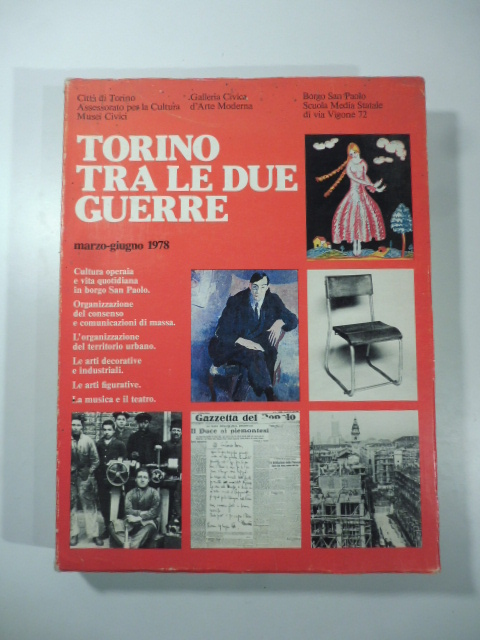 Città di Torino
Assessorato per la Cultura
Musei Civici
Galleria Civica
d'Arte Moderna
Borgo San Paolo
Scuola Media Statale
di via Vigone 72
TORINO
TRA LE DUE
GUERRE
marzo-giugno 1978
Cultura operaia
e vita quotidiana
in borgo San Paolo.
Organizzazione
del consenso
e comunicazioni di massa.
L'organizzazione
del territorio urbano.
Le arti decorative
e industriali.
Le arti figurative.
La musica e il teatro.
Gazzetta del
Il Duce ai piemontesi